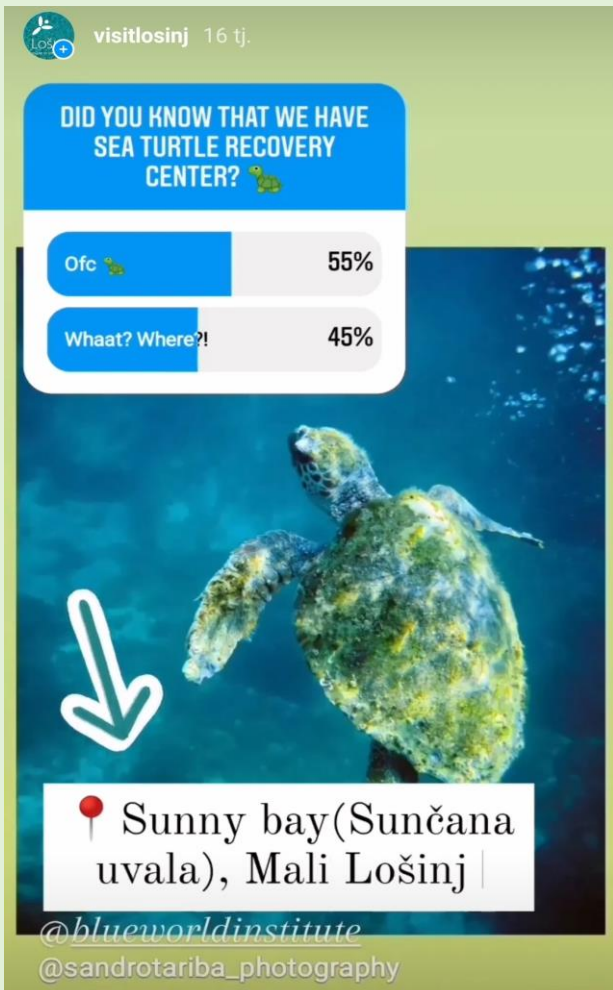 visitlosinj 16 tj.
DID YOU KNOW THAT WE HAVE
SEA TURTLE RECOVERY
CENTER? 🐢
Ofc 🐢 55%
Whaat? Where?! 45%
📍 Sunny bay(Sunčana
uvala), Mali Lošinj
@blueworldinstitute
@sandrotariba_photography